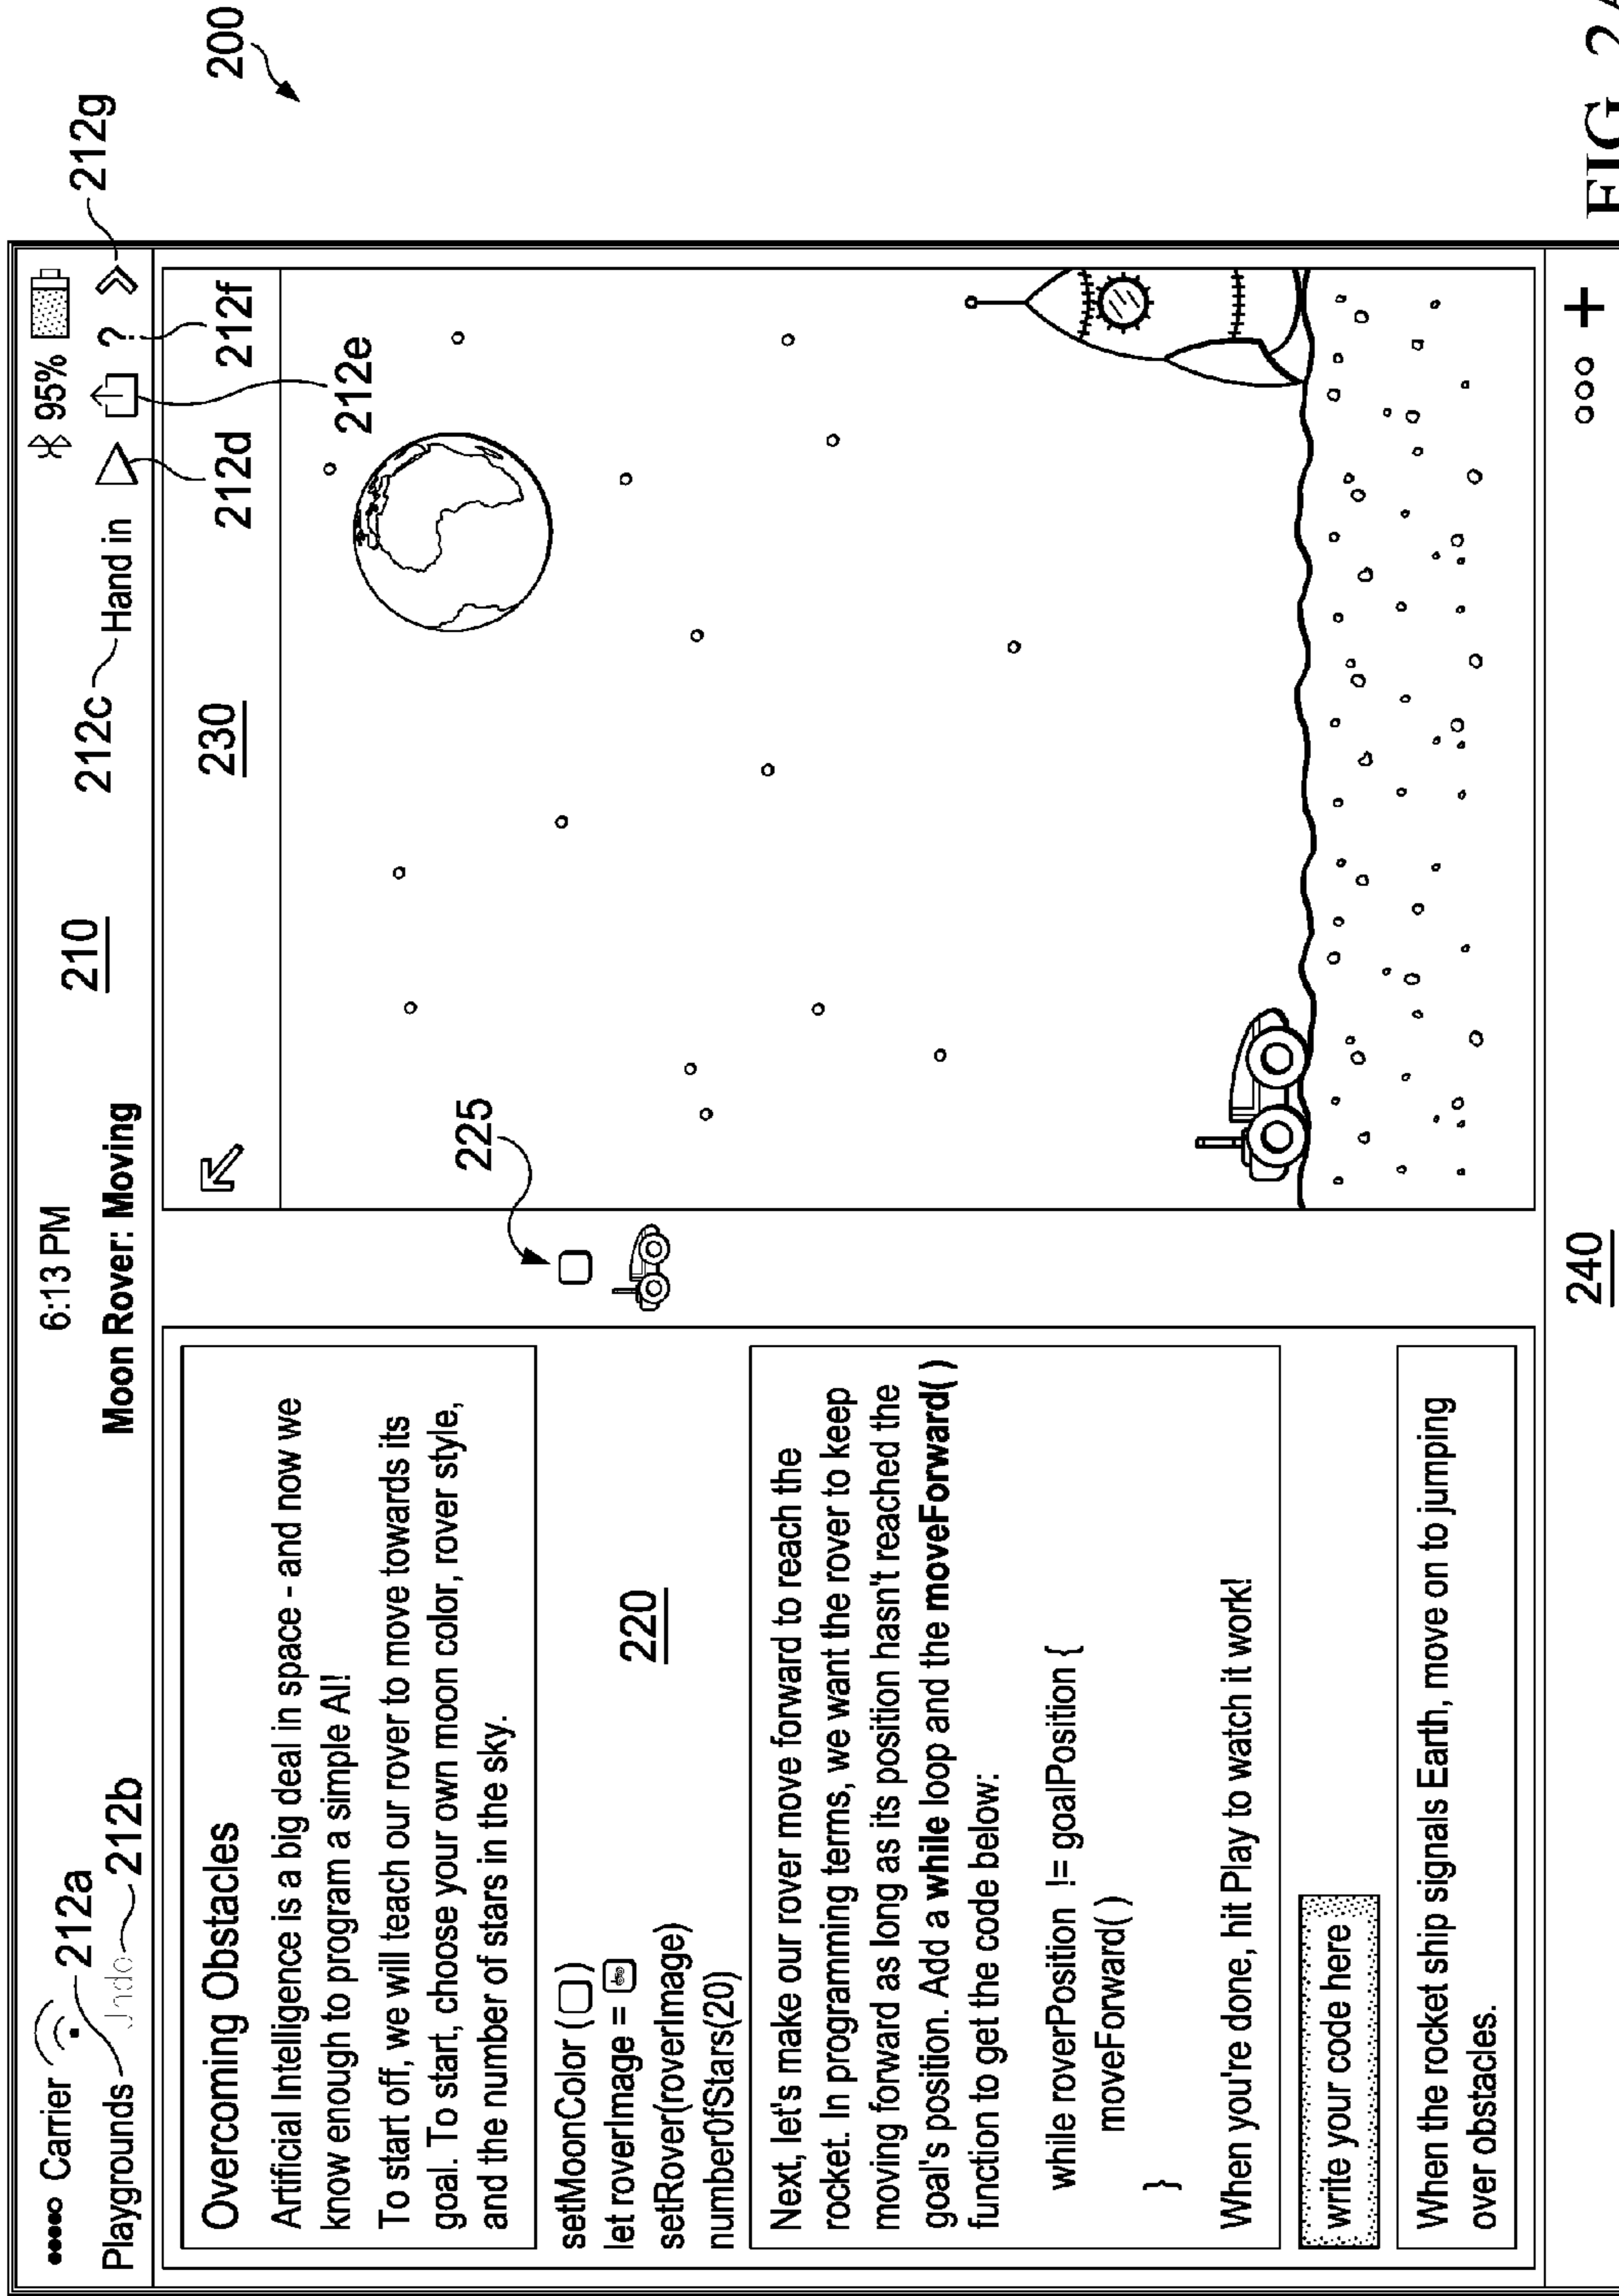 200
●●●●● Carrier
6:13 PM
95%
212a
210
212g
Playgrounds
Undo
212b
Moon Rover: Moving
212c
Hand in
?
212d
212f
212e
230
Overcoming Obstacles
Artificial Intelligence is a big deal in space - and now we
know enough to program a simple AI!
To start off, we will teach our rover to move towards its
goal. To start, choose your own moon color, rover style,
and the number of stars in the sky.
225
setMoonColor ( )
let roverImage =
setRover(roverImage)
number0fStars(20)
220
Next, let's make our rover move forward to reach the
rocket. In programming terms, we want the rover to keep
moving forward as long as its position hasn't reached the
goal's position. Add a while loop and the moveForward( )
function to get the code below:
while roverPosition != goalPosition {
moveForward( )
}
When you're done, hit Play to watch it work!
write your code here
When the rocket ship signals Earth, move on to jumping
over obstacles.
240
ooo +
FIG. 2A